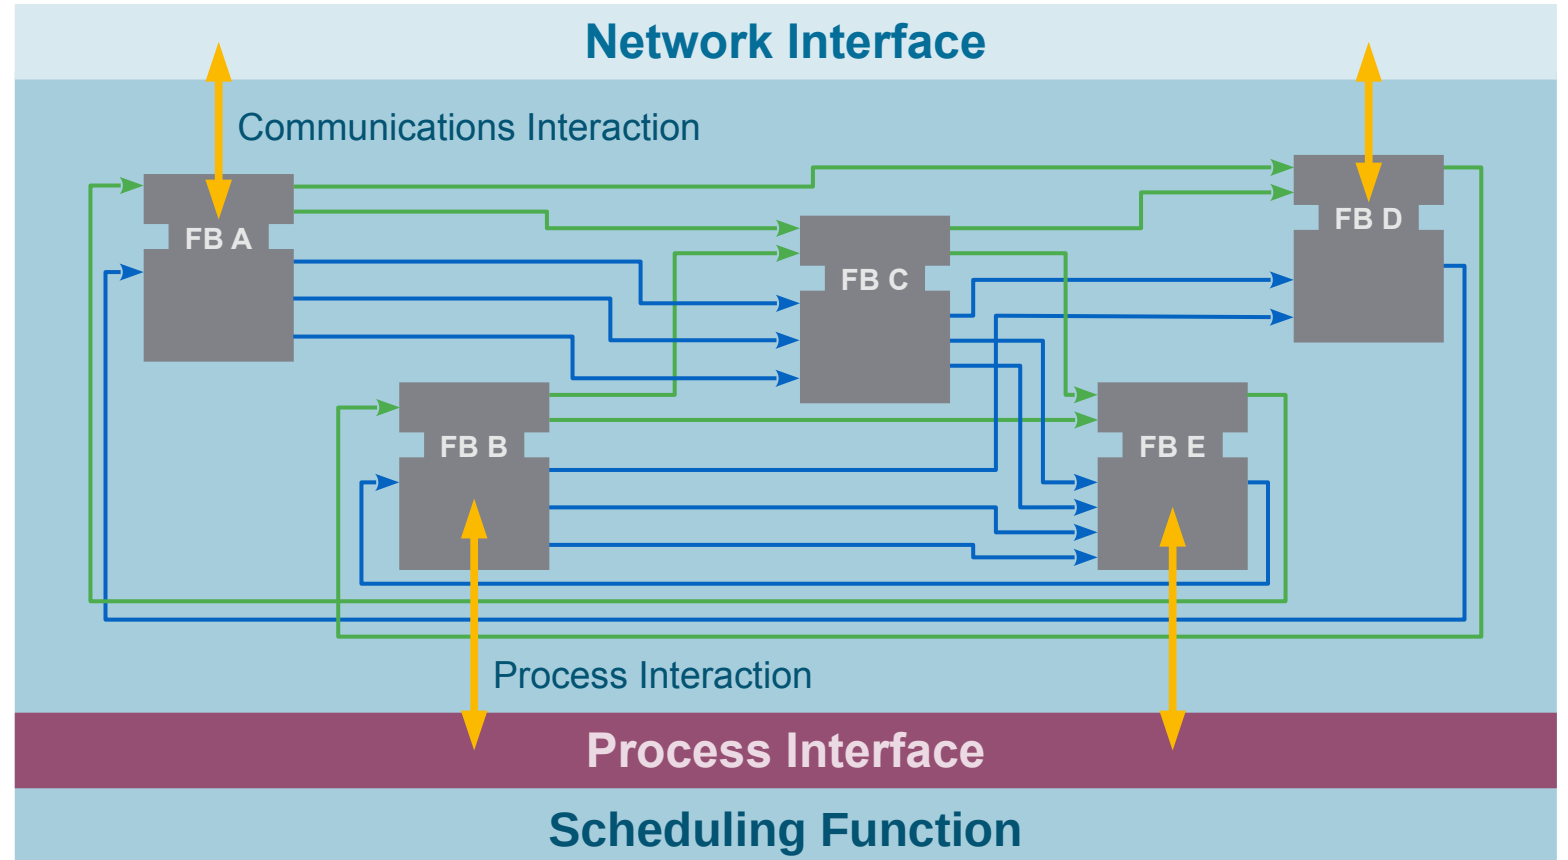 Network Interface
Communications Interaction
FB A
FB D
FB C
FB B
FB E
Process Interaction
Process Interface
Scheduling Function